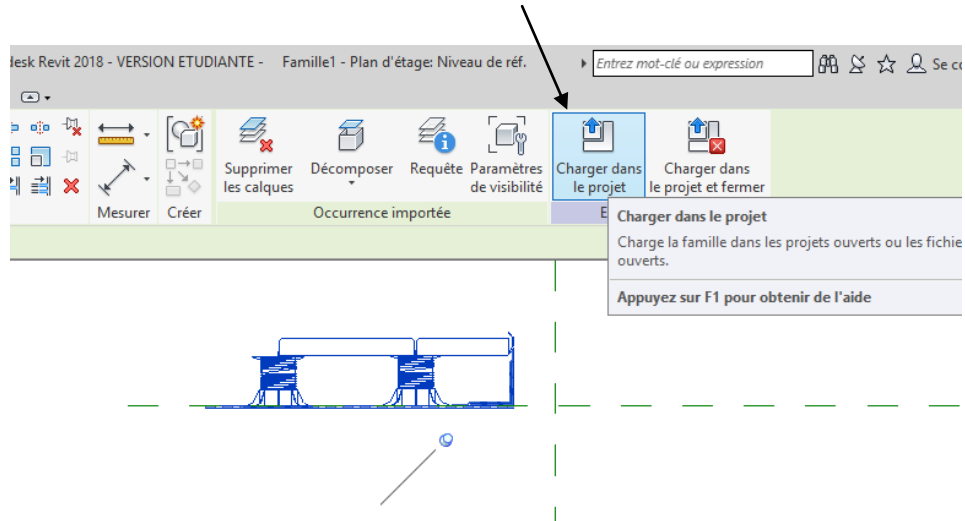 desk Revit 2018 - VERSION ETUDIANTE - Famille1 - Plan d'étage: Niveau de réf.
Entrez mot-clé ou expression
Se co
Supprimer
les calques
Décomposer
Requête
Paramètres
de visibilité
Charger dans
le projet
Charger dans
le projet et fermer
Mesurer
Créer
Occurrence importée
E
Charger dans le projet
Charge la famille dans les projets ouverts ou les fichie
ouverts.
Appuyez sur F1 pour obtenir de l'aide